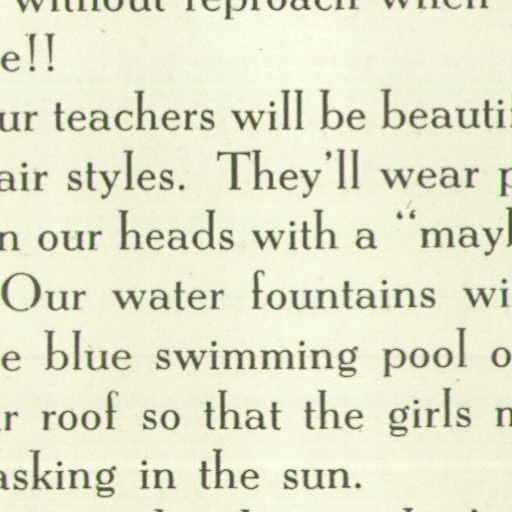 without reproach when
e!!
ur teachers will be beauti
air styles. They'll wear p
n our heads with a “mayb
Our water fountains wi
e blue swimming pool o
r roof so that the girls m
asking in the sun.